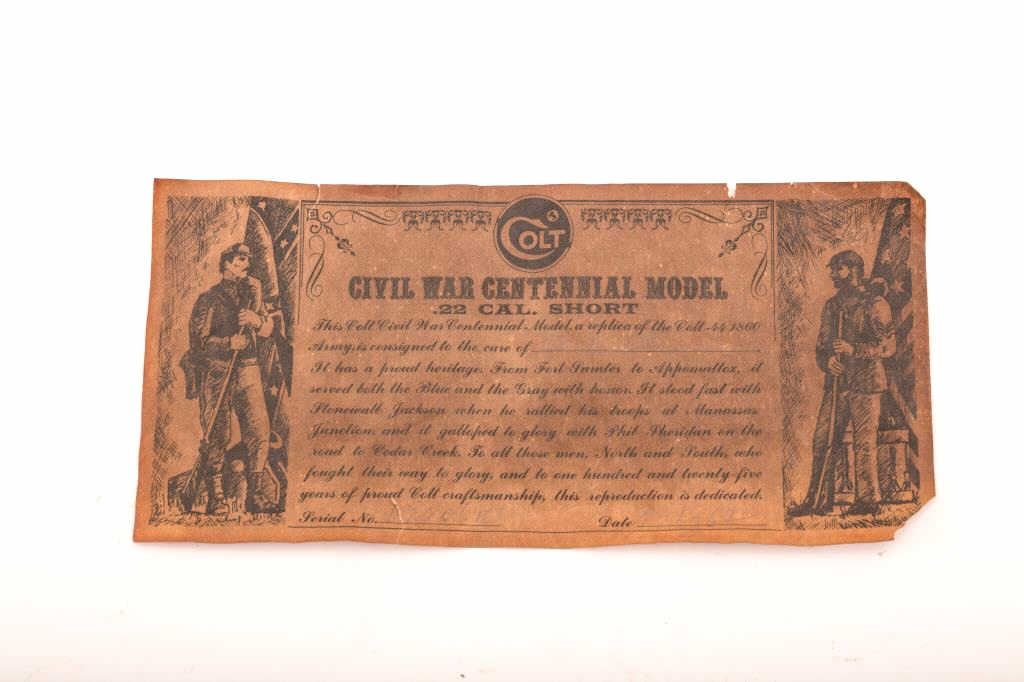 COLT
CIVIL WAR CENTENNIAL MODEL
.22 CAL. SHORT
This Colt Civil War Centennial Model, a replica of the Colt .44 1860
Army, is consigned to the care of
It has a proud heritage. From Fort Sumter to Appomattox, it
served both the Blue and the Gray with honor. It stood fast with
Stonewall Jackson when he rallied his troops at Manassas
Junction, and it galloped to glory with Phil Sheridan on the
road to Cedar Creek. To all those men, North and South, who
fought their way to glory, and to one hundred and twenty-five
years of proud Colt craftsmanship, this reproduction is dedicated.
Serial No. Date